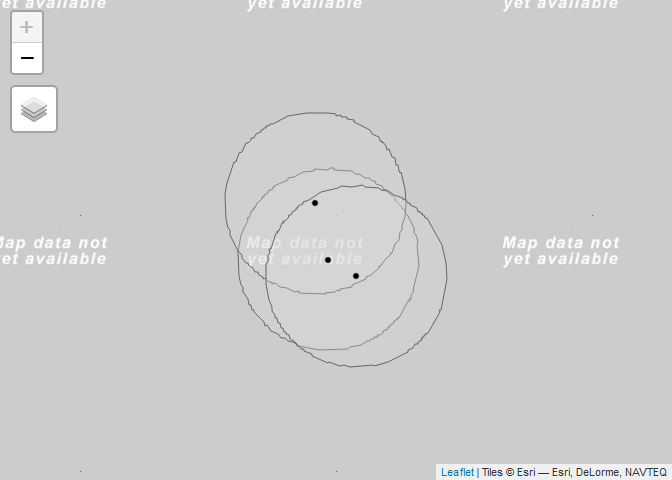 yet available yet available yet available
+
−
Map data not Map data not Map data not
yet available yet available yet available
Leaflet | Tiles © Esri — Esri, DeLorme, NAVTEQ